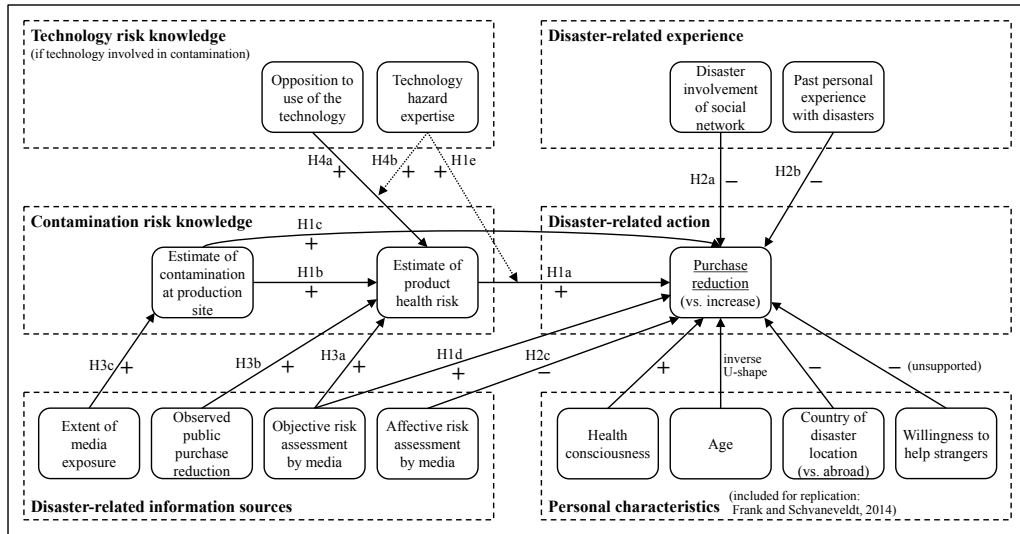 Technology risk knowledge
(if technology involved in contamination)
Opposition to
use of the
technology
Technology
hazard
expertise
Disaster-related experience
Disaster
involvement
of social
network
Past personal
experience
with disasters
H4a
+
H4b
+
H1e
+
H2a
–
H2b
–
Contamination risk knowledge
H1c
+
Estimate of
contamination
at production
site
H1b
+
Estimate of
product
health risk
H1a
+
Disaster-related action
Purchase
reduction
(vs. increase)
H3c
+
H3b
+
H3a
+
H1d
+
H2c
–
+
inverse
U-shape
–
–
(unsupported)
Extent of
media
exposure
Observed
public
purchase
reduction
Objective risk
assessment
by media
Affective risk
assessment
by media
Disaster-related information sources
Health
consciousness
Age
Country of
disaster
location
(vs. abroad)
Willingness to
help strangers
Personal characteristics
(included for replication:
Frank and Schvaneveldt, 2014)